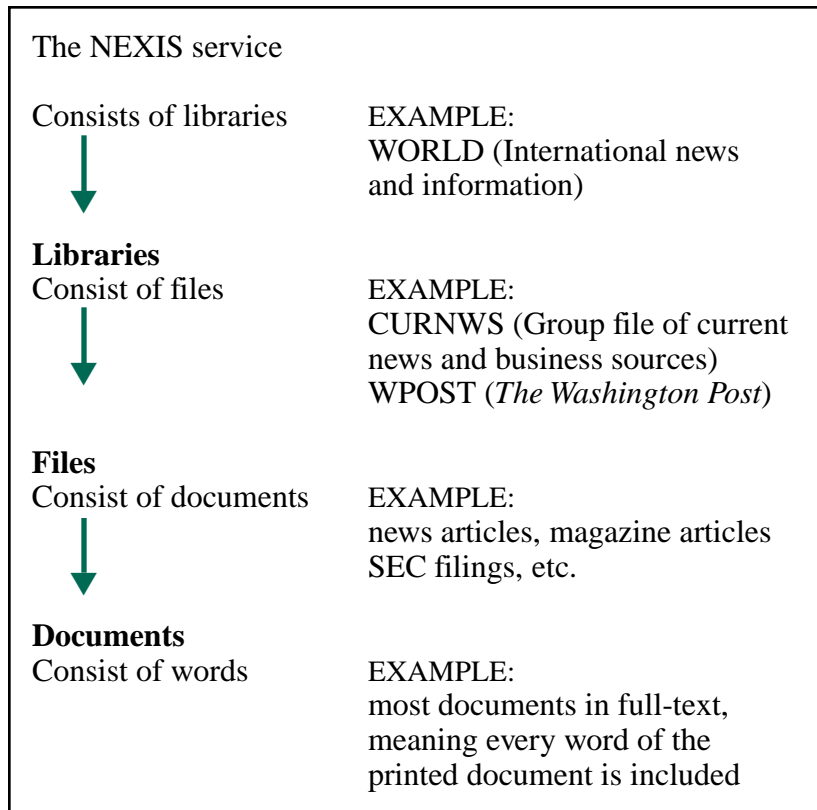 The NEXIS service
Consists of libraries
EXAMPLE:
WORLD (International news
and information)
Libraries
Consist of files
EXAMPLE:
CURNWS (Group file of current
news and business sources)
WPOST (The Washington Post)
Files
Consist of documents
EXAMPLE:
news articles, magazine articles
SEC filings, etc.
Documents
Consist of words
EXAMPLE:
most documents in full-text,
meaning every word of the
printed document is included